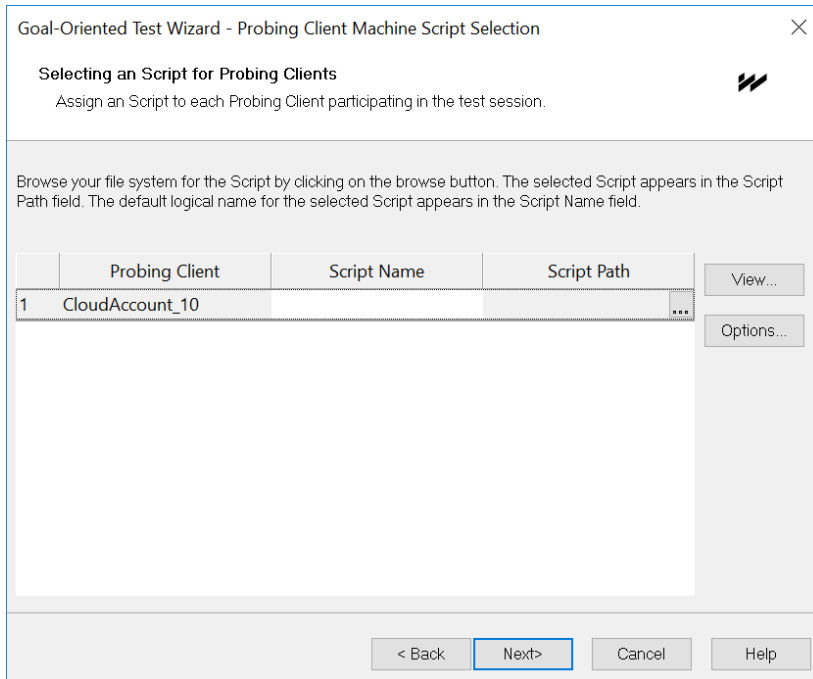 Goal-Oriented Test Wizard - Probing Client Machine Script Selection
Selecting an Script for Probing Clients
Assign an Script to each Probing Client participating in the test session.
Browse your file system for the Script by clicking on the browse button. The selected Script appears in the Script
Path field. The default logical name for the selected Script appears in the Script Name field.
Probing Client Script Name Script Path
View...
1 CloudAccount_10 ...
Options...
< Back Next> Cancel Help